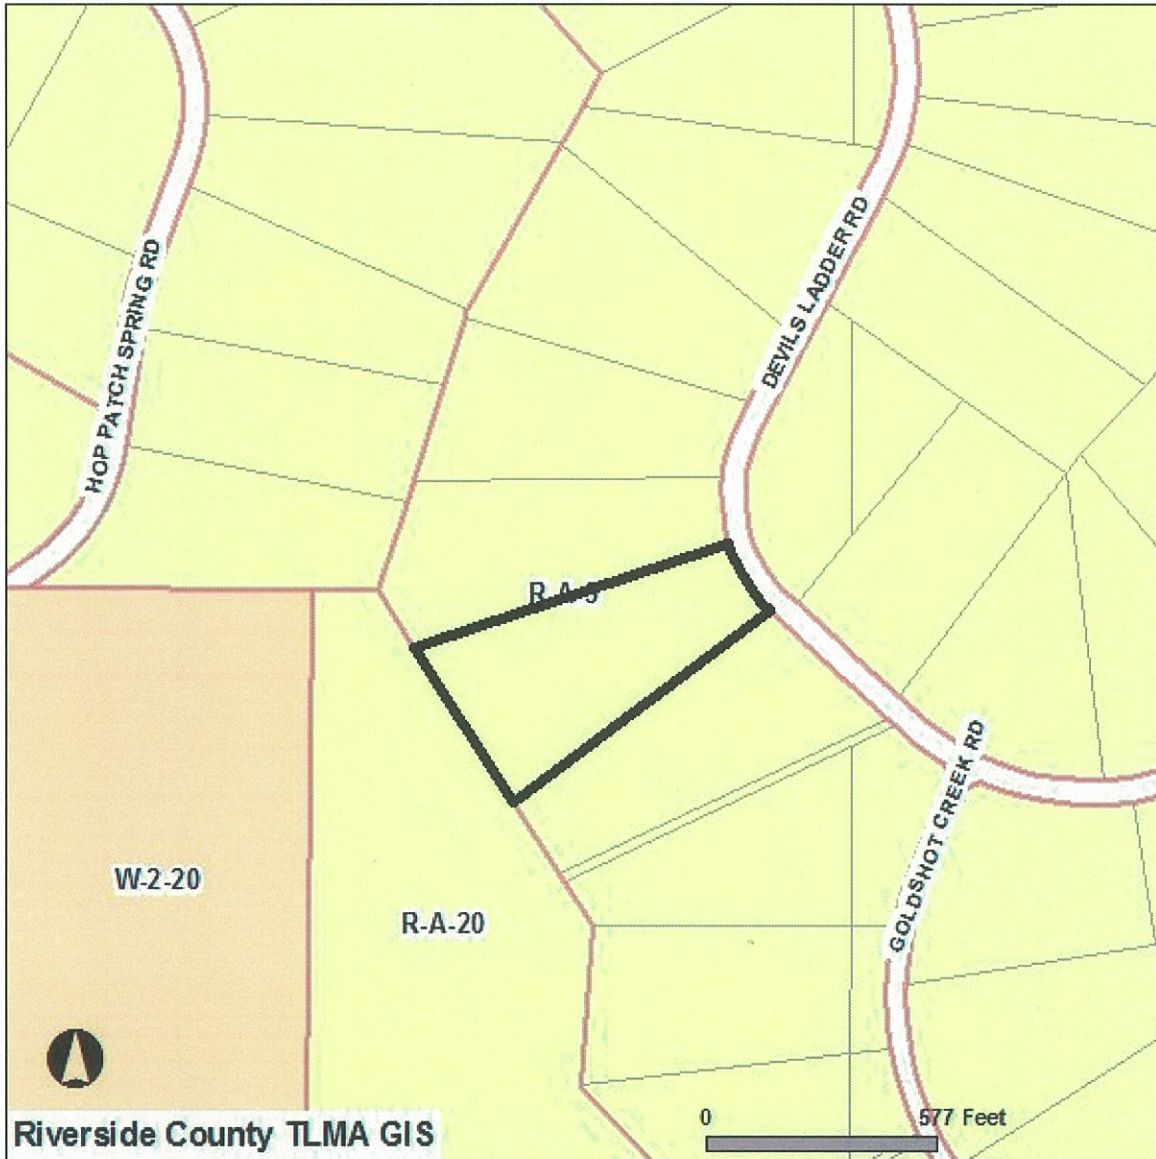 HOP PATCH SPRING RD
DEVILS LADDER RD
R-A-5
GOLDSHOT CREEK RD
W-2-20
R-A-20
0 577 Feet
Riverside County TLMA GIS